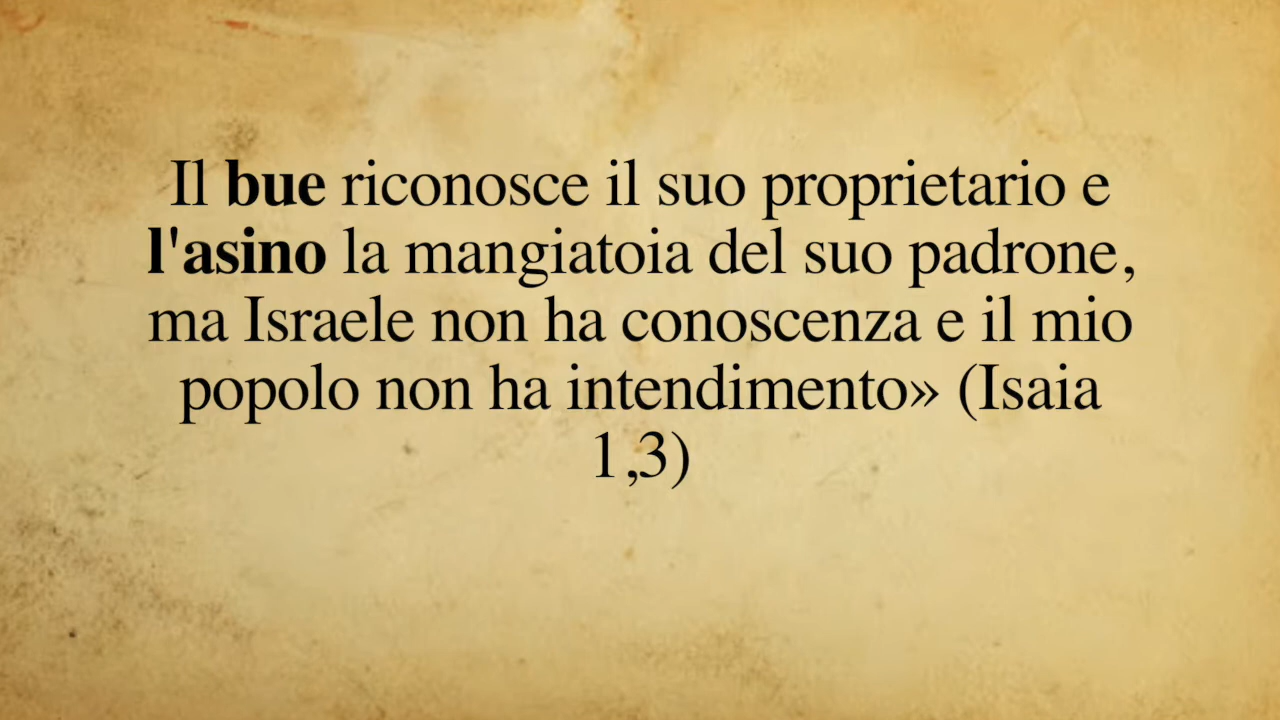 Il bue riconosce il suo proprietario e
l'asino la mangiatoia del suo padrone,
ma Israele non ha conoscenza e il mio
popolo non ha intendimento» (Isaia
1,3)